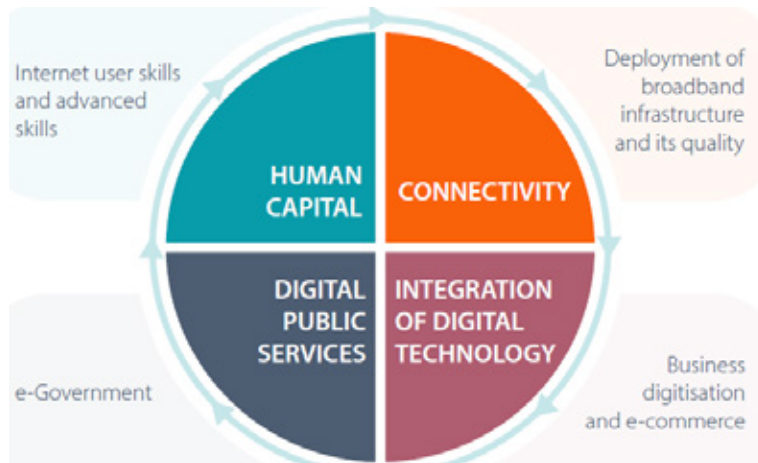 Internet user skills
and advanced
skills
HUMAN
CAPITAL
Deployment of
broadband
infrastructure
and its quality
CONNECTIVITY
DIGITAL
PUBLIC
SERVICES
e-Government
INTEGRATION
OF DIGITAL
TECHNOLOGY
Business
digitisation
and e-commerce